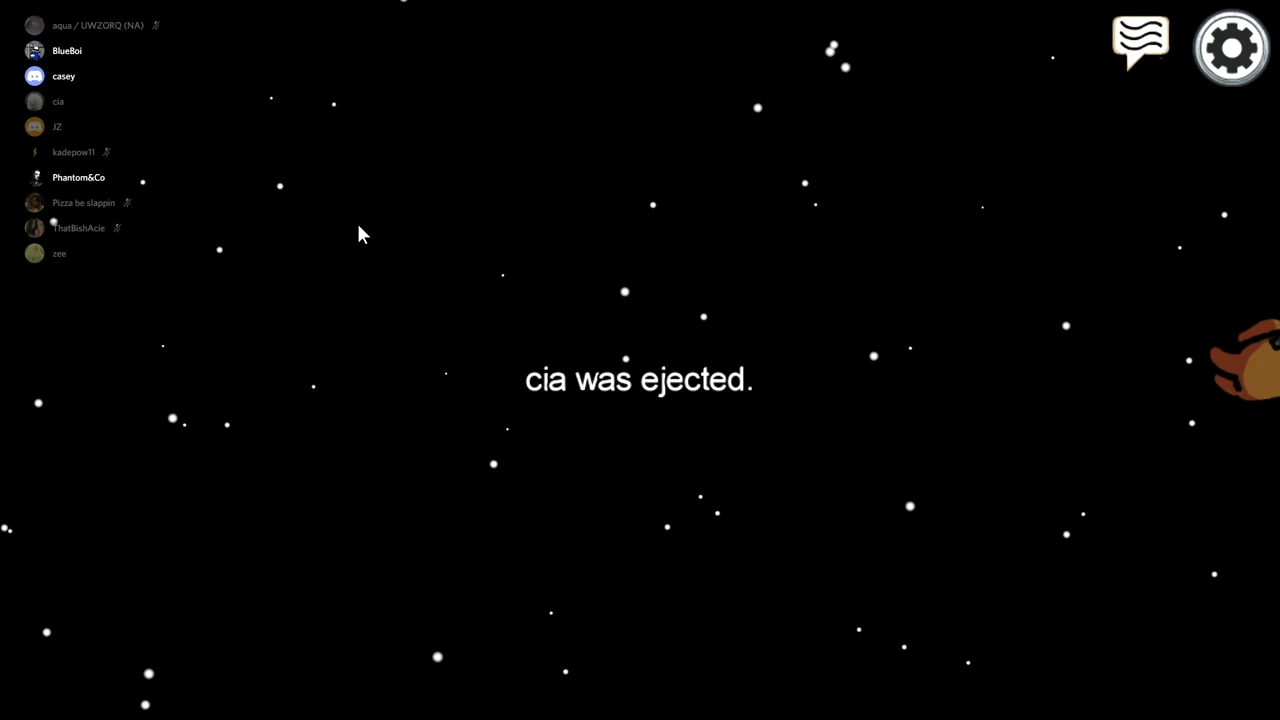 aqua / UWZORQ (NA)
BlueBoi
casey
cia
JZ
kadepow11
Phantom&Co
Pizza be slappin
ThatBishAcie
zee
cia was ejected.